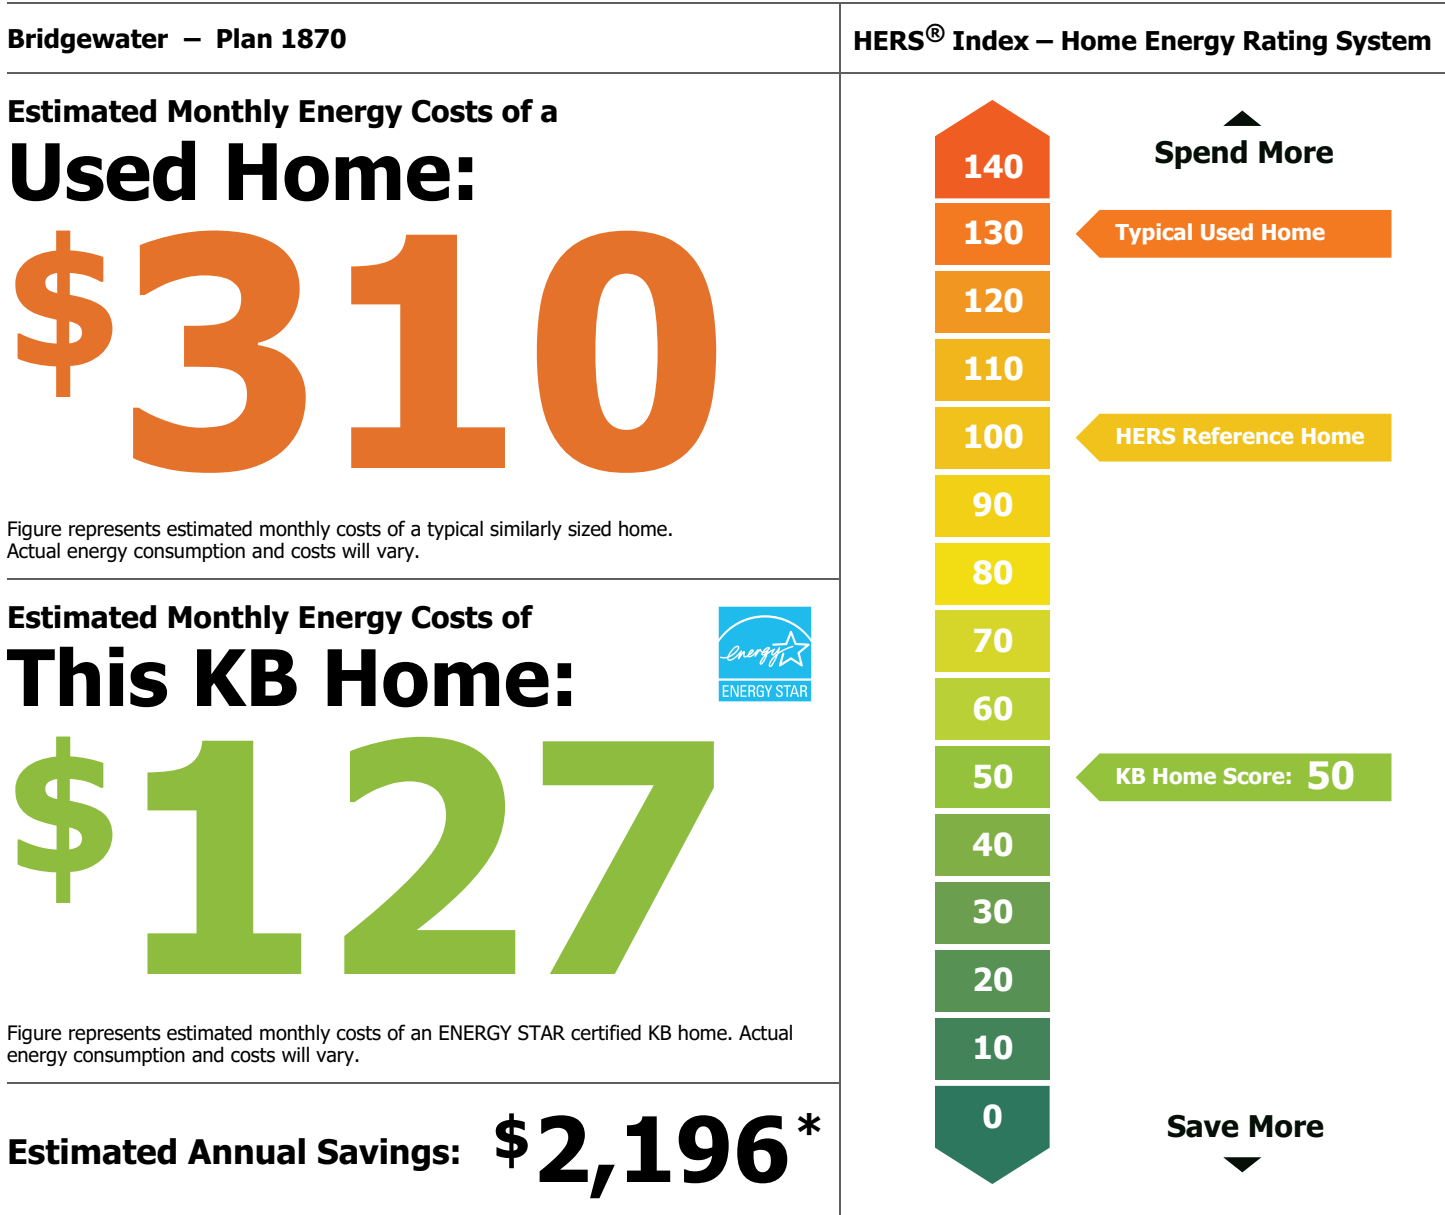 Bridgewater – Plan 1870
Estimated Monthly Energy Costs of a
Used Home:
$310
Figure represents estimated monthly costs of a typical similarly sized home.
Actual energy consumption and costs will vary.
Estimated Monthly Energy Costs of
This KB Home:
energy
ENERGY STAR
$127
Figure represents estimated monthly costs of an ENERGY STAR certified KB home. Actual
energy consumption and costs will vary.
Estimated Annual Savings: $2,196*
HERS® Index – Home Energy Rating System
Spend More
140
130 Typical Used Home
120
110
100 HERS Reference Home
90
80
70
60
50 KB Home Score: 50
40
30
20
10
0
Save More